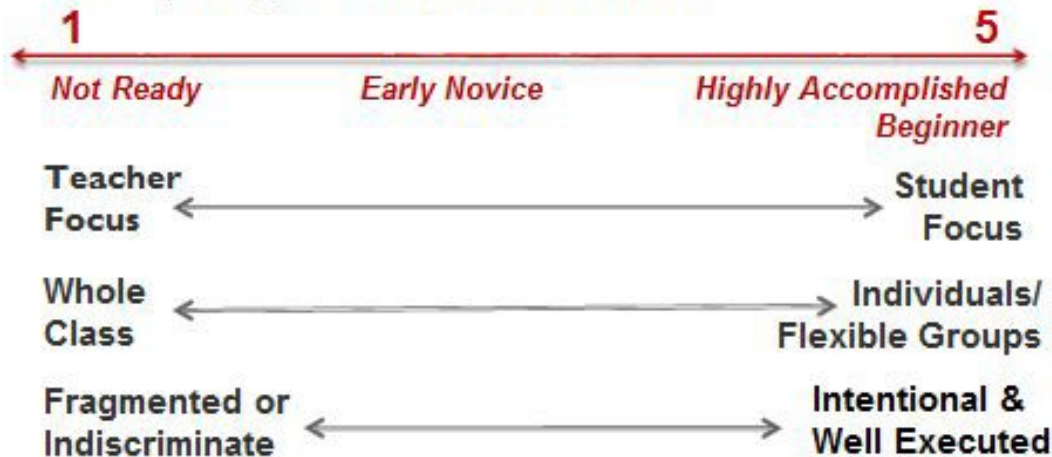 1 5
Not Ready Early Novice Highly Accomplished
Beginner
Teacher
Focus
Student
Focus
Whole
Class
Individuals/
Flexible Groups
Fragmented or
Indiscriminate
Intentional &
Well Executed